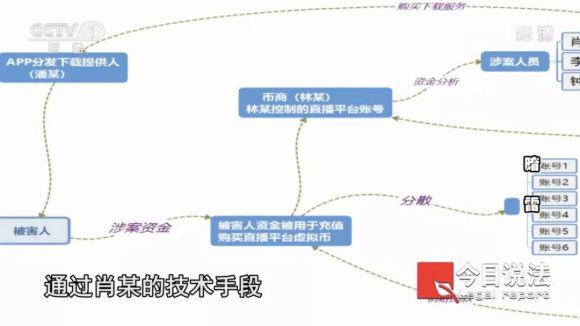 CCTV 1
综合
购买下载服务
高清
APP分发下载提供人
(潘某)
涉案人员
肖
李
钟
资金分析
币商（林某）
林某控制的直播平台账号
账号1
账号2
账号3
账号4
账号5
账号6
被害人
涉案资金
被害人资金被用于充值
购买直播平台虚拟币
分散
今日说法
Legal report
通过肖某的技术手段